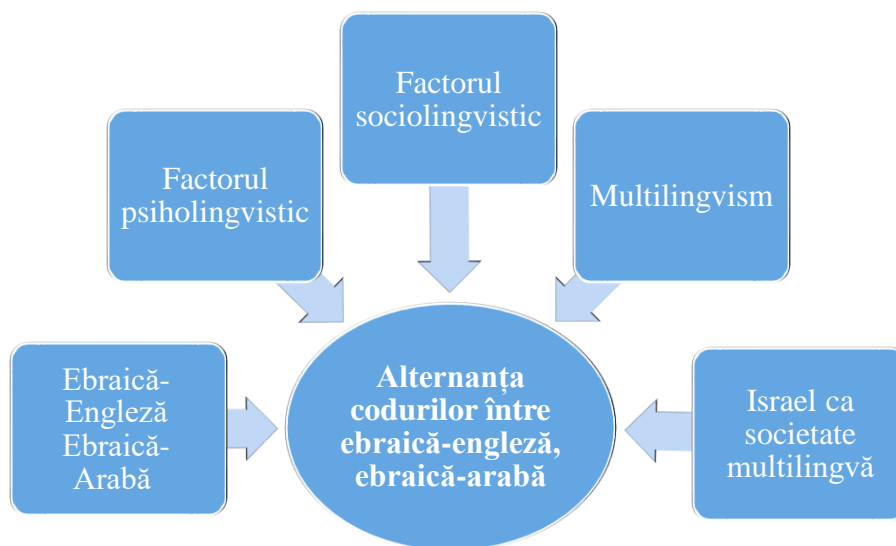 Factorul
sociolingvistic
Factorul
psiholingvistic
Multilingvism
Ebraică-
Engleză
Ebraică-
Arabă
Alternanța
codurilor între
ebraică-engleză,
ebraică-arabă
Israel ca
societate
multilingvă